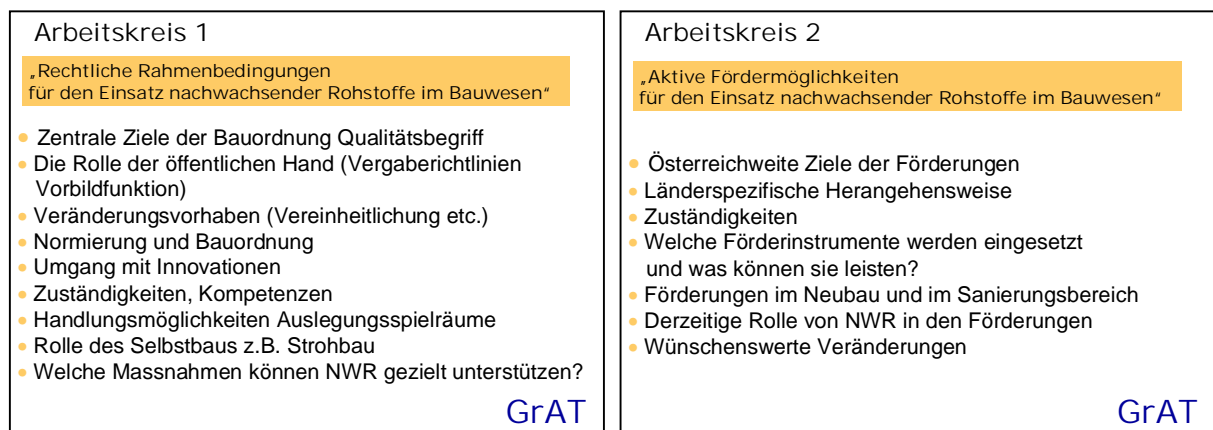 Arbeitskreis 1
„Rechtliche Rahmenbedingungen
für den Einsatz nachwachsender Rohstoffe im Bauwesen“
• Zentrale Ziele der Bauordnung Qualitätsbegriff
• Die Rolle der öffentlichen Hand (Vergaberichtlinien
Vorbildfunktion)
• Veränderungsvorhaben (Vereinheitlichung etc.)
• Normierung und Bauordnung
• Umgang mit Innovationen
• Zuständigkeiten, Kompetenzen
• Handlungsmöglichkeiten Auslegungsspielräume
• Rolle des Selbstbaus z.B. Strohbau
• Welche Massnahmen können NWR gezielt unterstützen?
GrAT
Arbeitskreis 2
„Aktive Fördermöglichkeiten
für den Einsatz nachwachsender Rohstoffe im Bauwesen“
• Österreichweite Ziele der Förderungen
• Länderspezifische Herangehensweise
• Zuständigkeiten
• Welche Förderinstrumente werden eingesetzt
und was können sie leisten?
• Förderungen im Neubau und im Sanierungsbereich
• Derzeitige Rolle von NWR in den Förderungen
• Wünschenswerte Veränderungen
GrAT